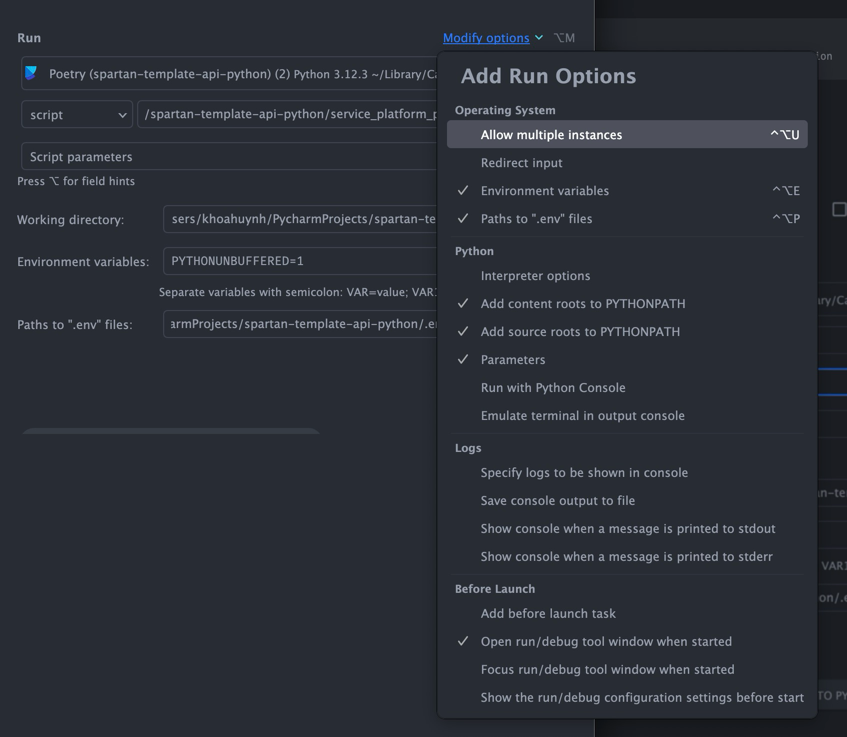 Run
Modify options ⌥M
Poetry (spartan-template-api-python) (2) Python 3.12.3 ~/Library/Ca
script
/spartan-template-api-python/service_platform_p
Script parameters
Press ⌥ for field hints
Working directory:
sers/khoahuynh/PycharmProjects/spartan-te
Environment variables:
PYTHONUNBUFFERED=1
Separate variables with semicolon: VAR=value; VAR1
Paths to ".env" files:
armProjects/spartan-template-api-python/.en
Add Run Options
Operating System
Allow multiple instances ^⌥U
Redirect input
✓ Environment variables ^⌥E
✓ Paths to ".env" files ^⌥P
Python
Interpreter options
✓ Add content roots to PYTHONPATH
✓ Add source roots to PYTHONPATH
✓ Parameters
Run with Python Console
Emulate terminal in output console
Logs
Specify logs to be shown in console
Save console output to file
Show console when a message is printed to stdout
Show console when a message is printed to stderr
Before Launch
Add before launch task
✓ Open run/debug tool window when started
Focus run/debug tool window when started
Show the run/debug configuration settings before start
ion
ary/Ca
an-te
VAR1
on/.e
TO PY